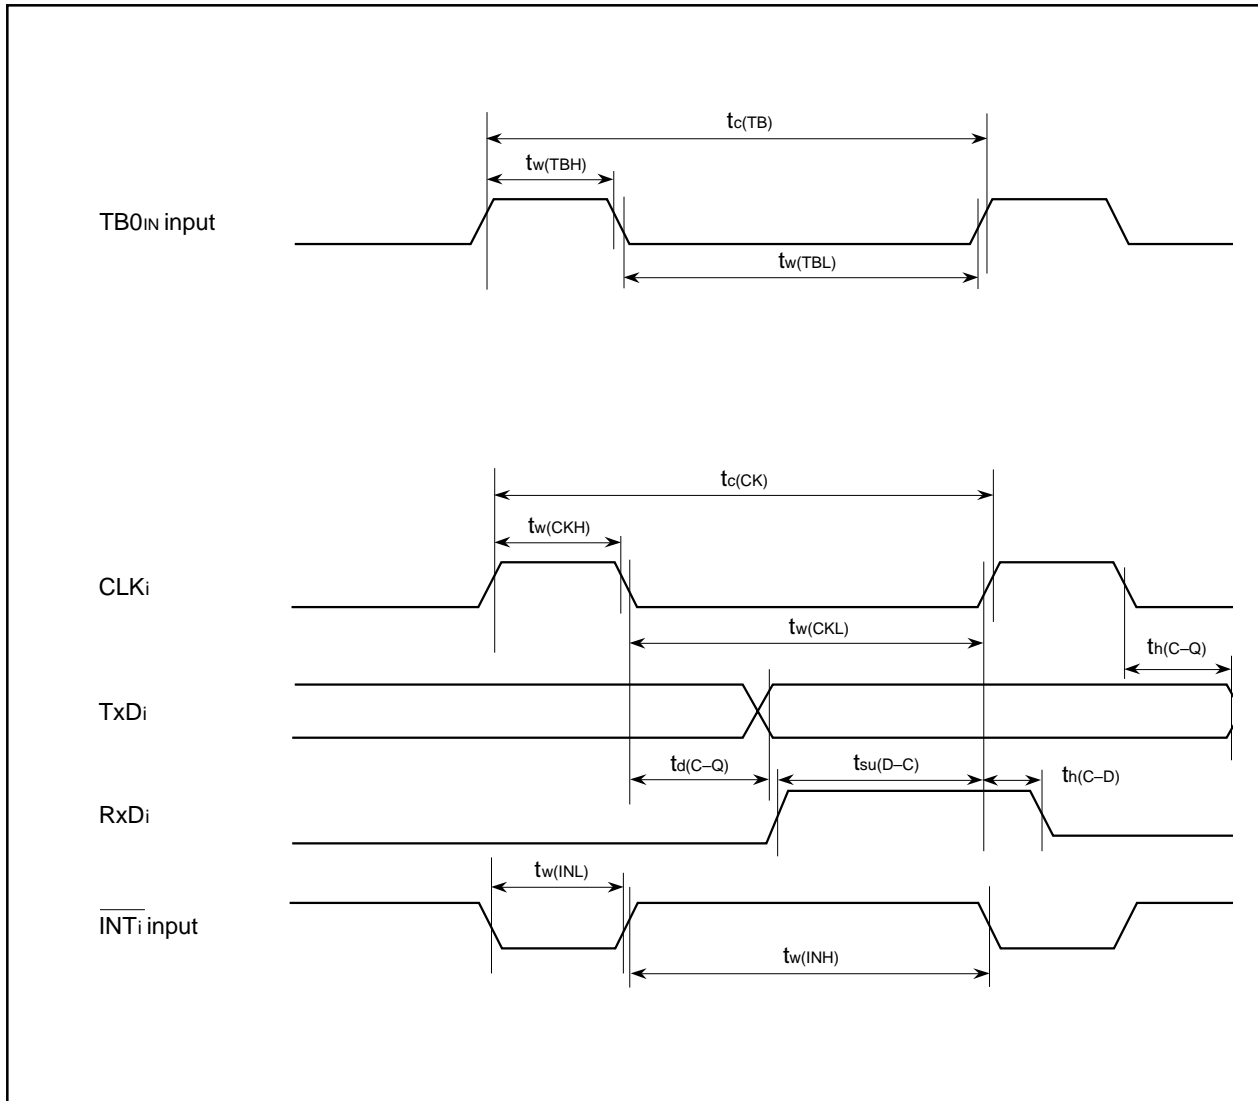 tc(TB)
tw(TBH)
TB0IN input
tw(TBL)
tc(CK)
tw(CKH)
CLKi
tw(CKL)
th(C–Q)
TxDi
td(C–Q)
tsu(D–C)
th(C–D)
RxDi
tw(INL)
INTi input
tw(INH)